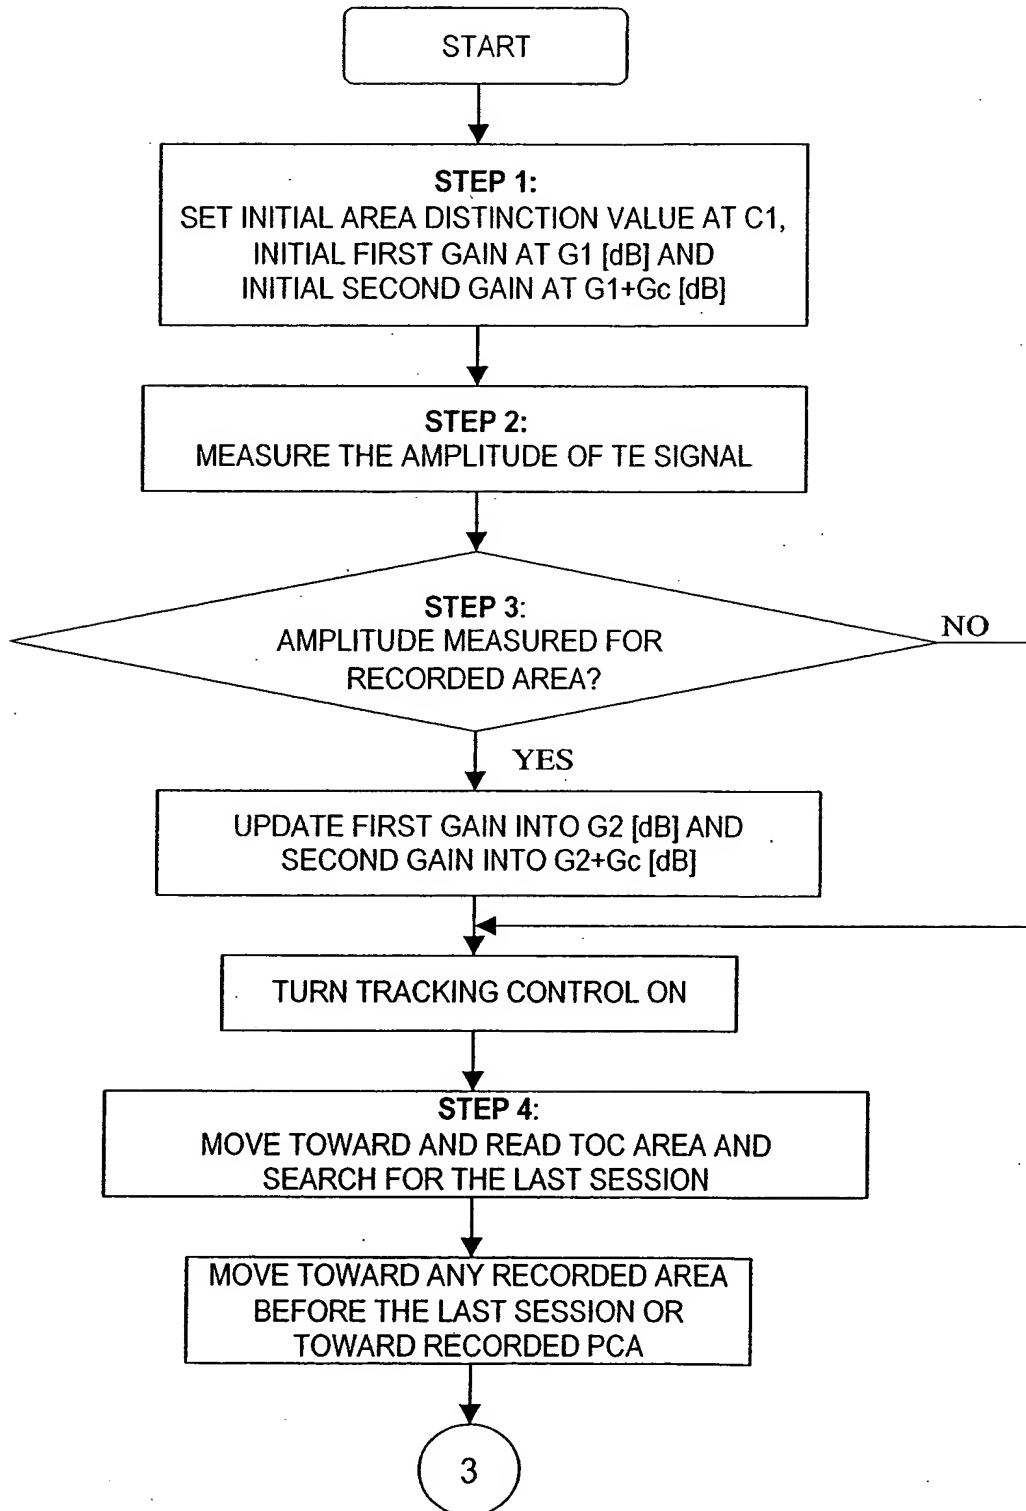 START
STEP 1:
SET INITIAL AREA DISTINCTION VALUE AT C1,
INITIAL FIRST GAIN AT G1 [dB] AND
INITIAL SECOND GAIN AT G1+Gc [dB]
STEP 2:
MEASURE THE AMPLITUDE OF TE SIGNAL
STEP 3:
AMPLITUDE MEASURED FOR
RECORDED AREA?
NO
YES
UPDATE FIRST GAIN INTO G2 [dB] AND
SECOND GAIN INTO G2+Gc [dB]
TURN TRACKING CONTROL ON
STEP 4:
MOVE TOWARD AND READ TOC AREA AND
SEARCH FOR THE LAST SESSION
MOVE TOWARD ANY RECORDED AREA
BEFORE THE LAST SESSION OR
TOWARD RECORDED PCA
3